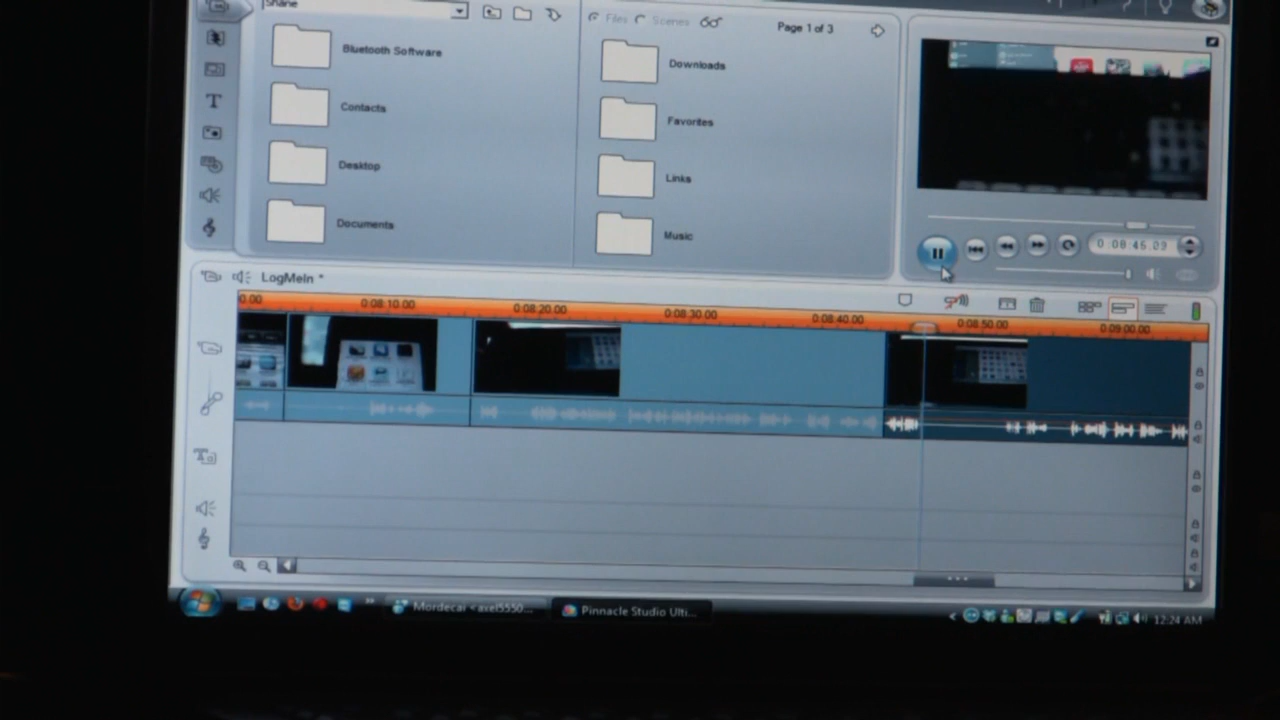 Shane
Files Scenes
Page 1 of 3
Bluetooth Software
Contacts
Desktop
Documents
Downloads
Favorites
Links
Music
0:08:45.09
LogMeIn *
0.00 0:08:10.00 0:08:20.00 0:08:30.00 0:08:40.00 0:08:50.00 0:09:00.00
Mordecai <axel5550...
Pinnacle Studio Ulti...
12:24 AM